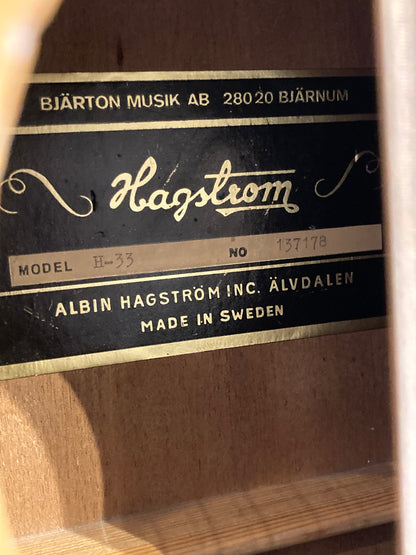 BJÄRTON MUSIK AB 280 20 BJÄRNUM
Hagstrom
MODEL H-33 NO 137178
ALBIN HAGSTRÖM INC. ÄLVDALEN
MADE IN SWEDEN